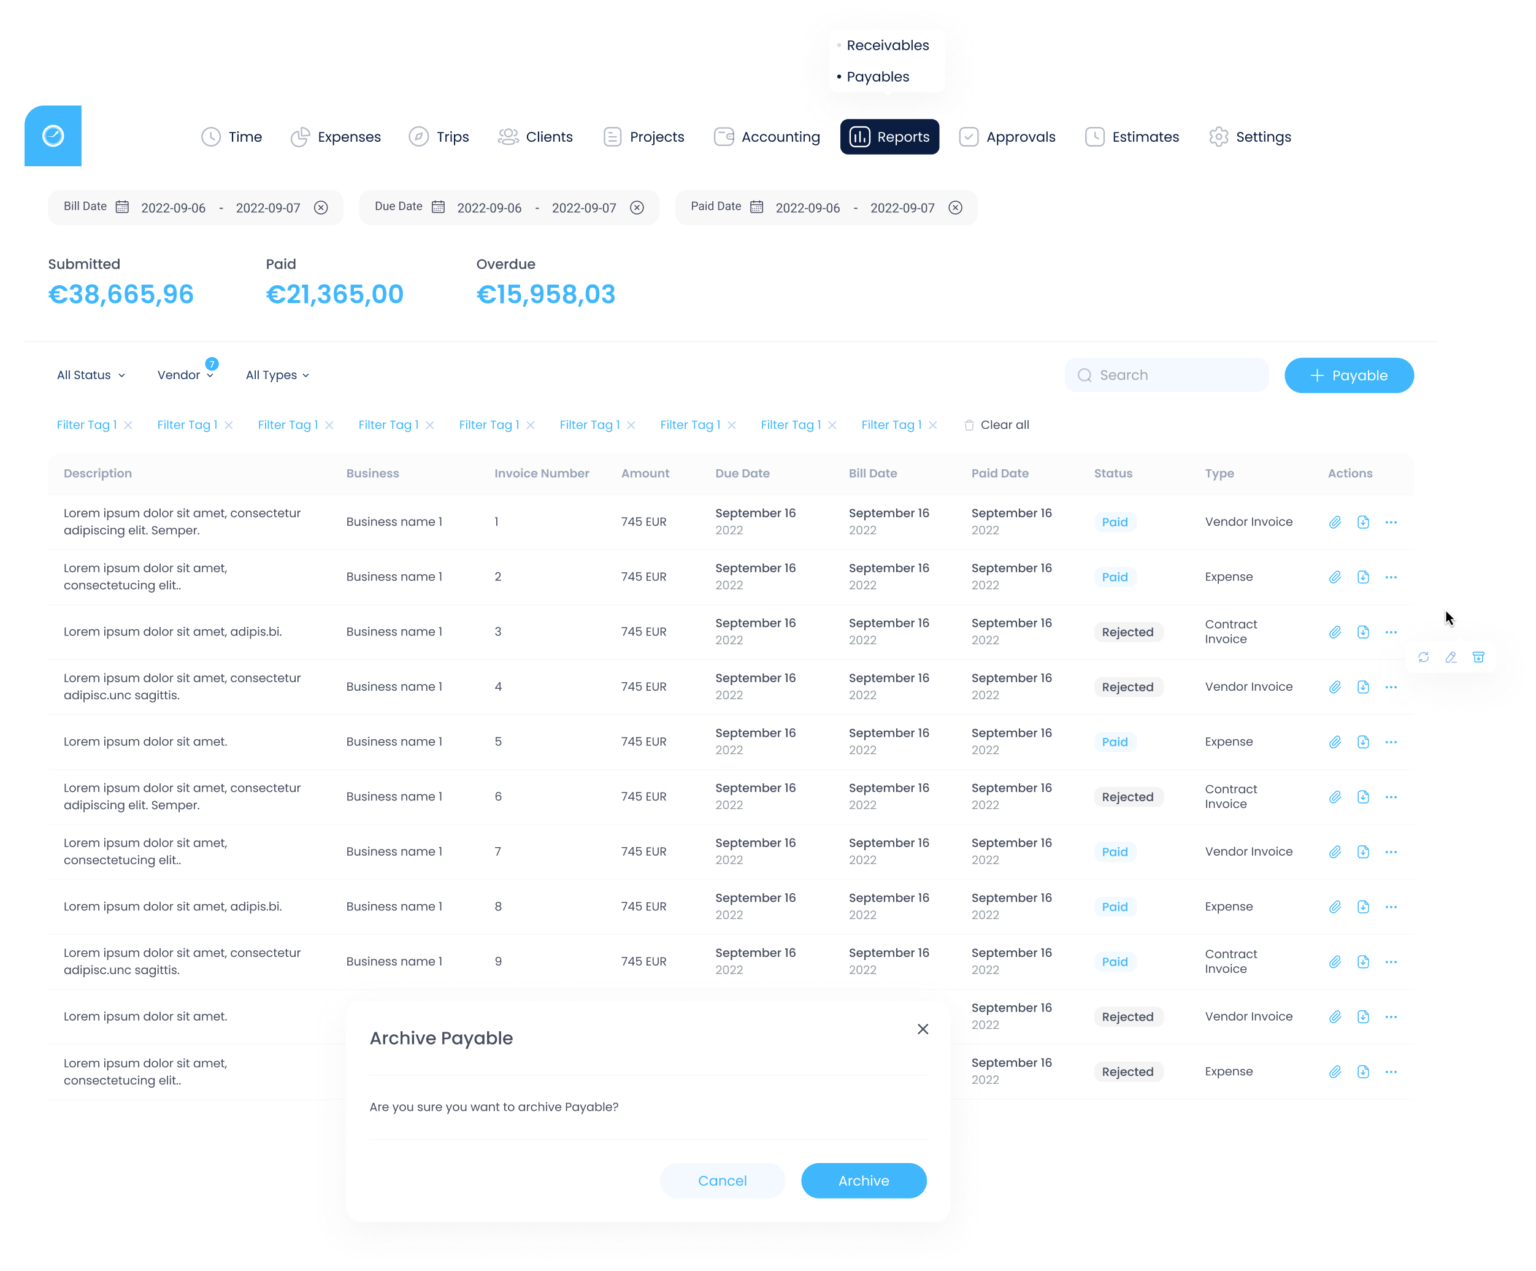 Receivables
Payables
Time Expenses Trips Clients Projects Accounting Reports Approvals Estimates Settings
Bill Date 2022-09-06 - 2022-09-07 Due Date 2022-09-06 - 2022-09-07 Paid Date 2022-09-06 - 2022-09-07
Submitted Paid Overdue
€38,665,96 €21,365,00 €15,958,03
All Status Vendor 7 All Types Search + Payable
Filter Tag 1 Filter Tag 1 Filter Tag 1 Filter Tag 1 Filter Tag 1 Filter Tag 1 Filter Tag 1 Filter Tag 1 Filter Tag 1 Clear all
Description Business Invoice Number Amount Due Date Bill Date Paid Date Status Type Actions
Lorem ipsum dolor sit amet, consectetur September 16 September 16 September 16
Business name 1 1 745 EUR Paid Vendor Invoice
adipiscing elit. Semper. 2022 2022 2022
Lorem ipsum dolor sit amet, September 16 September 16 September 16
Business name 1 2 745 EUR Paid Expense
consectetucing elit.. 2022 2022 2022
September 16 September 16 September 16 Contract
Lorem ipsum dolor sit amet, adipis.bi. Business name 1 3 745 EUR Rejected
2022 2022 2022 Invoice
Lorem ipsum dolor sit amet, consectetur September 16 September 16 September 16
Business name 1 4 745 EUR Rejected Vendor Invoice
adipisc.unc sagittis. 2022 2022 2022
September 16 September 16 September 16
Lorem ipsum dolor sit amet. Business name 1 5 745 EUR Paid Expense
2022 2022 2022
Lorem ipsum dolor sit amet, consectetur September 16 September 16 September 16 Contract
Business name 1 6 745 EUR Rejected
adipiscing elit. Semper. 2022 2022 2022 Invoice
Lorem ipsum dolor sit amet, September 16 September 16 September 16
Business name 1 7 745 EUR Paid Vendor Invoice
consectetucing elit.. 2022 2022 2022
September 16 September 16 September 16
Lorem ipsum dolor sit amet, adipis.bi. Business name 1 8 745 EUR Paid Expense
2022 2022 2022
Lorem ipsum dolor sit amet, consectetur September 16 September 16 September 16 Contract
Business name 1 9 745 EUR Paid
adipisc.unc sagittis. 2022 2022 2022 Invoice
September 16
Lorem ipsum dolor sit amet. Rejected Vendor Invoice
2022
Lorem ipsum dolor sit amet, September 16
Rejected Expense
consectetucing elit.. 2022
Archive Payable
Are you sure you want to archive Payable?
Cancel Archive